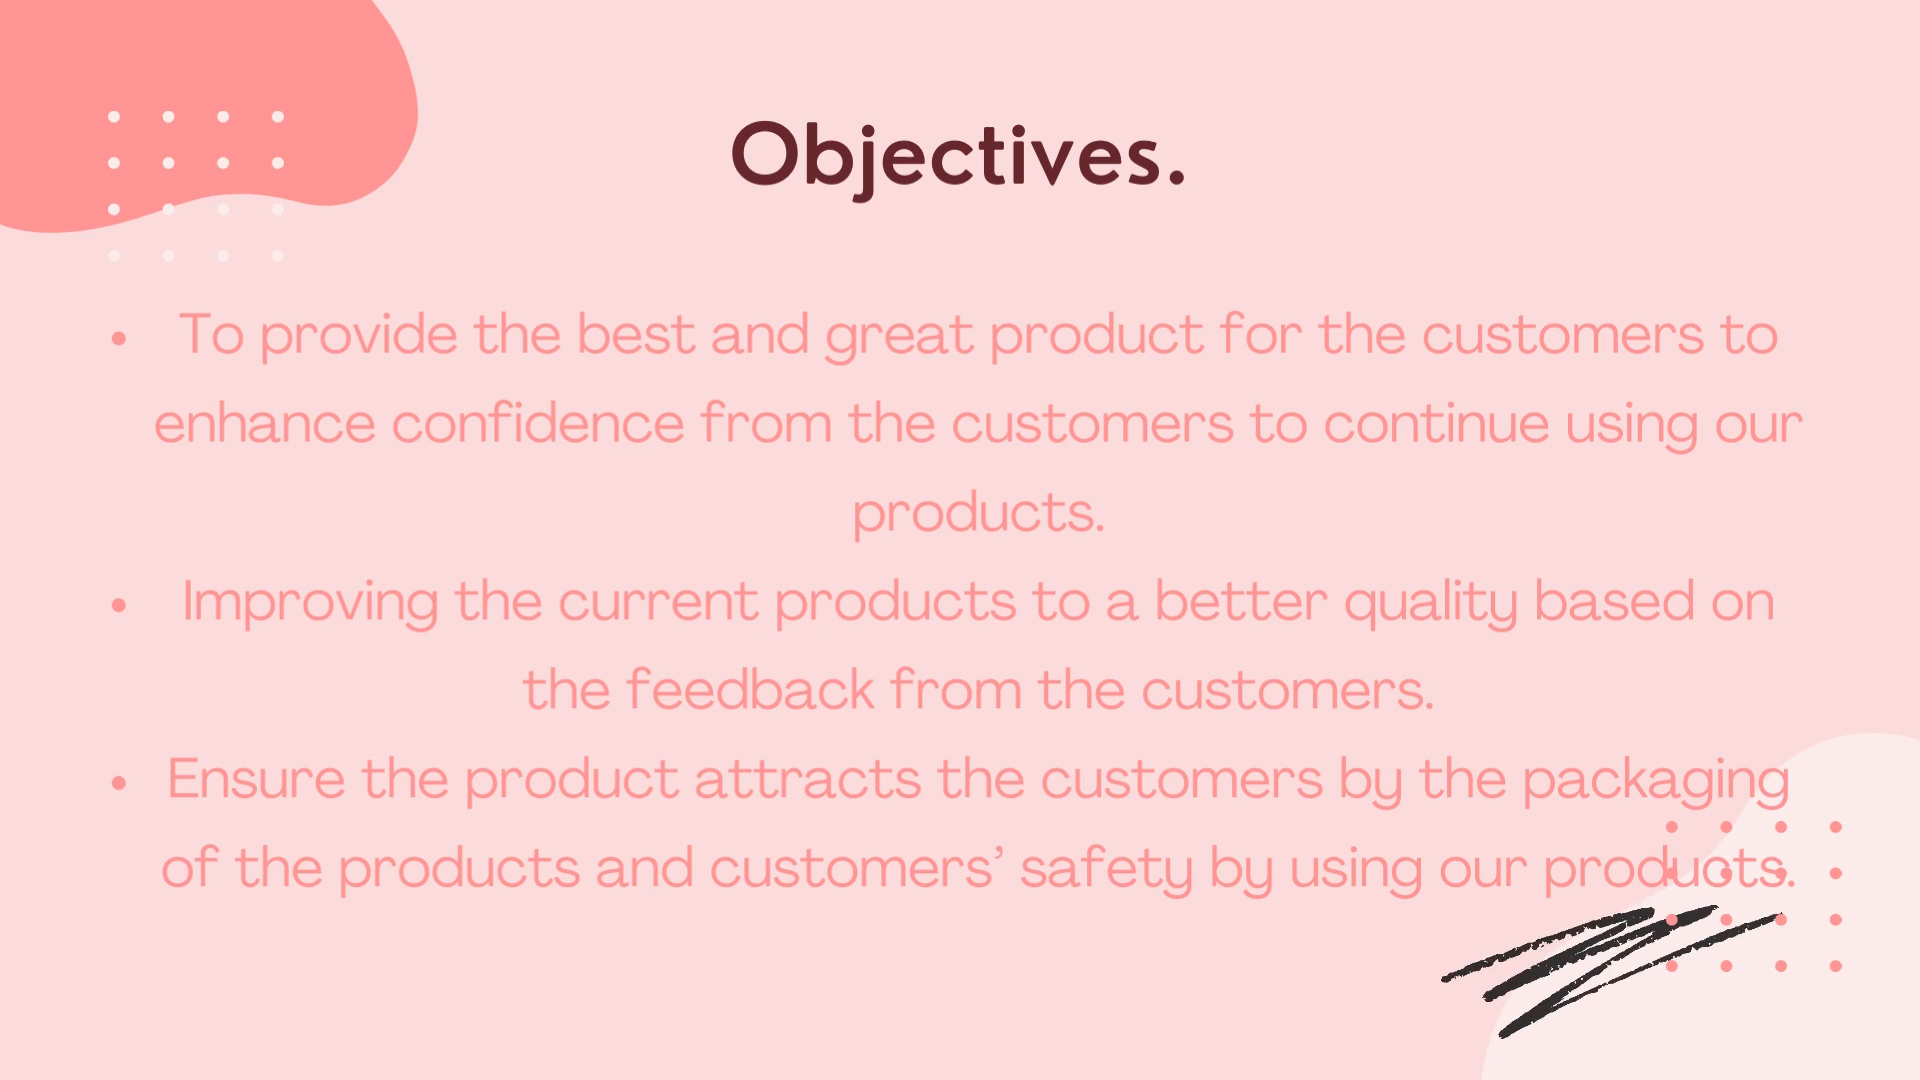 Objectives.
• To provide the best and great product for the customers to
enhance confidence from the customers to continue using our
products.
• Improving the current products to a better quality based on
the feedback from the customers.
• Ensure the product attracts the customers by the packaging
of the products and customers’ safety by using our products.